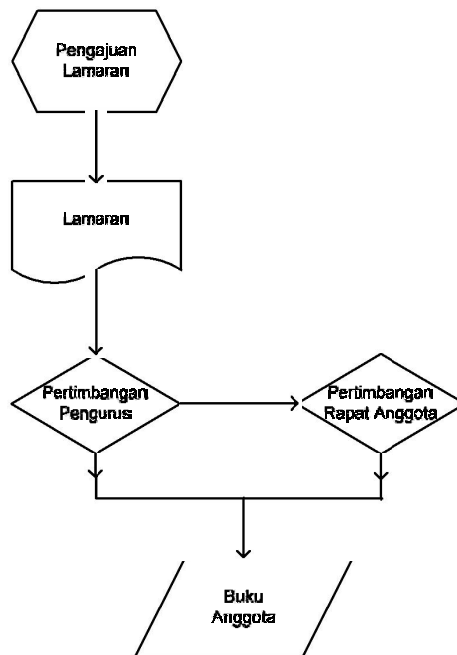 Pengajuan
Lamaran
Lamaran
Pertimbangan
Pengurus
Pertimbangan
Rapat Anggota
Buku
Anggota